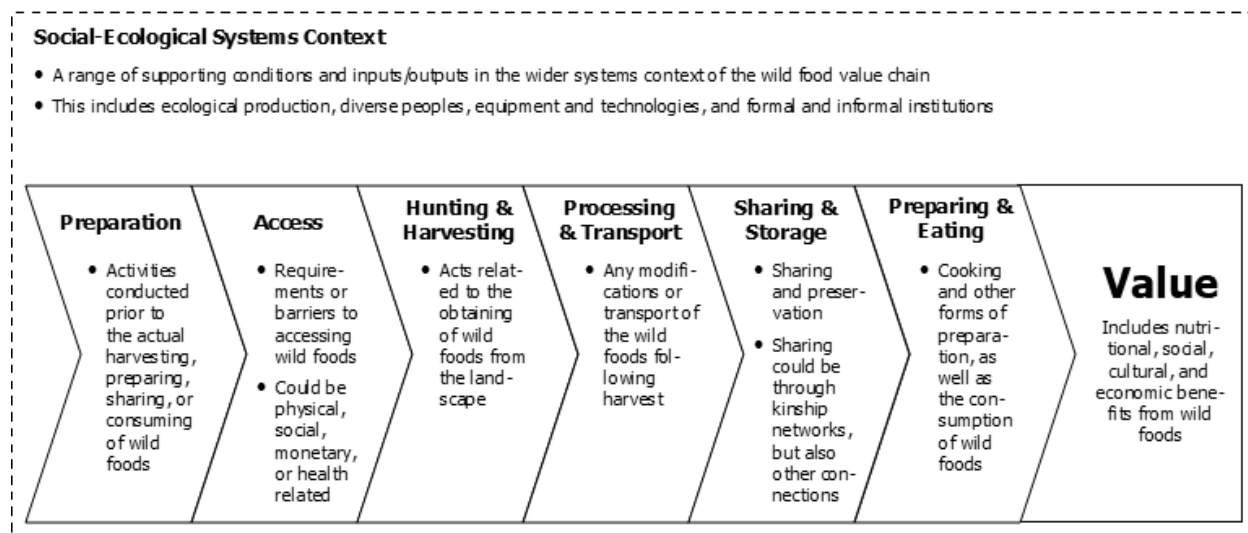 Social-Ecological Systems Context
• A range of supporting conditions and inputs/outputs in the wider systems context of the wild food value chain
• This includes ecological production, diverse peoples, equipment and technologies, and formal and informal institutions
Preparation
• Activities
conducted
prior to
the actual
harvesting,
preparing,
sharing, or
consuming
of wild
foods
Access
• Require-
ments or
barriers to
accessing
wild foods
• Could be
physical,
social,
monetary,
or health
related
Hunting &
Harvesting
• Acts relat-
ed to the
obtaining
of wild
foods from
the land-
scape
Processing
& Transport
• Any modifi-
cations or
transport of
the wild
foods fol-
lowing
harvest
Sharing &
Storage
• Sharing
and preser-
vation
• Sharing
could be
through
kinship
networks,
but also
other con-
nections
Preparing &
Eating
• Cooking
and other
forms of
prepara-
tion, as
well as
the con-
sumption
of wild
foods
Value
Includes nutri-
tional, social,
cultural, and
economic bene-
fits from wild
foods